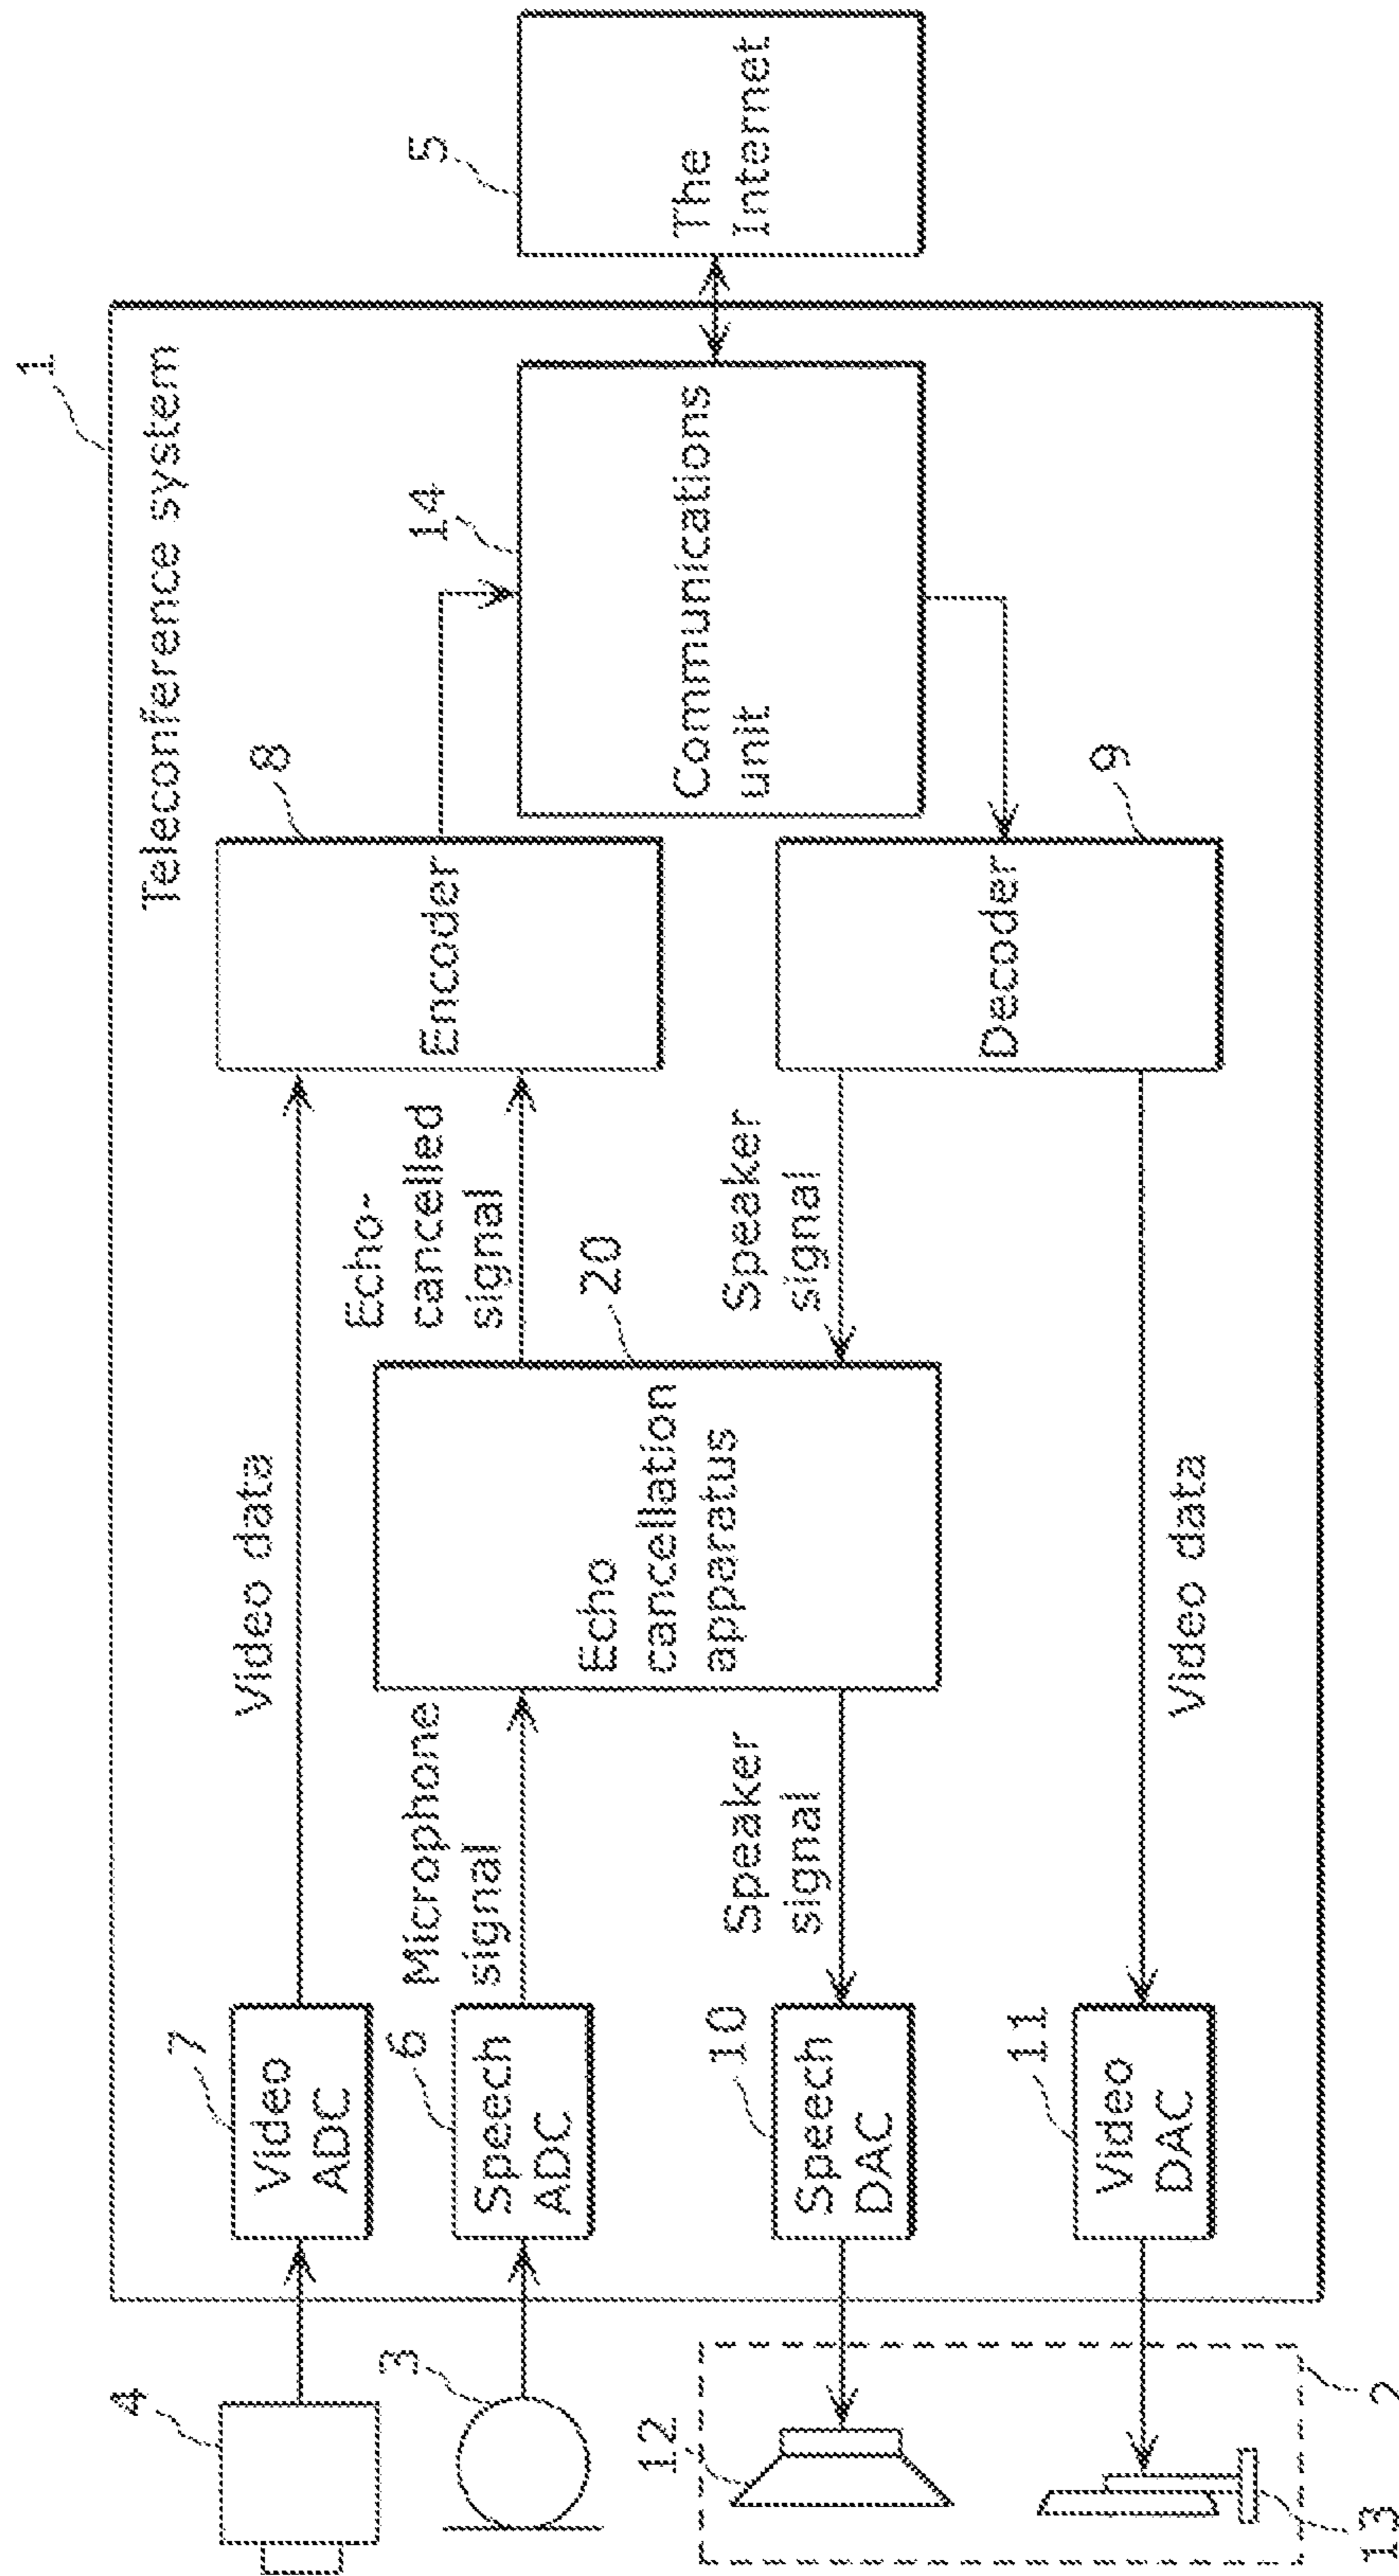 1
Teleconference system
4
7
Video
ADC
Video data
8
Encoder
3
6
Speech
ADC
Microphone
signal
Echo-
cancelled
signal
20
Echo
cancellation
apparatus
14
Communications
unit
5
The
Internet
12
10
Speech
DAC
Speaker
signal
Speaker
signal
9
Decoder
11
Video
DAC
Video data
13
2